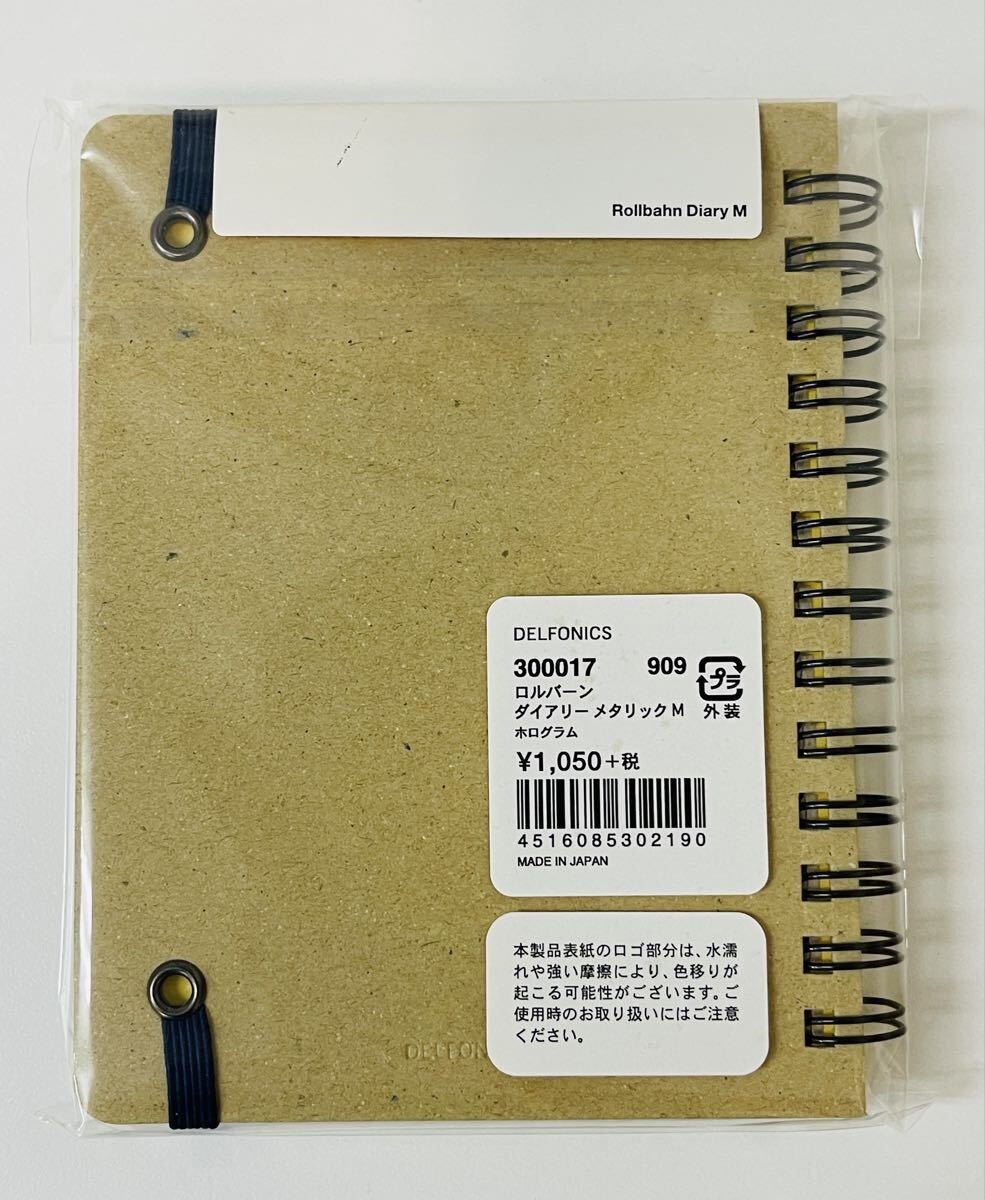 Rollbahn Diary M
DELFONICS
300017 909
ロルバーン
ダイアリー メタリック M
ホログラム
プラ
外装
¥1,050+税
4516085302190
MADE IN JAPAN
本製品表紙のロゴ部分は、水濡
れや強い摩擦により、色移りが
起こる可能性がございます。ご
使用時のお取り扱いにはご注意
ください。
DELFON